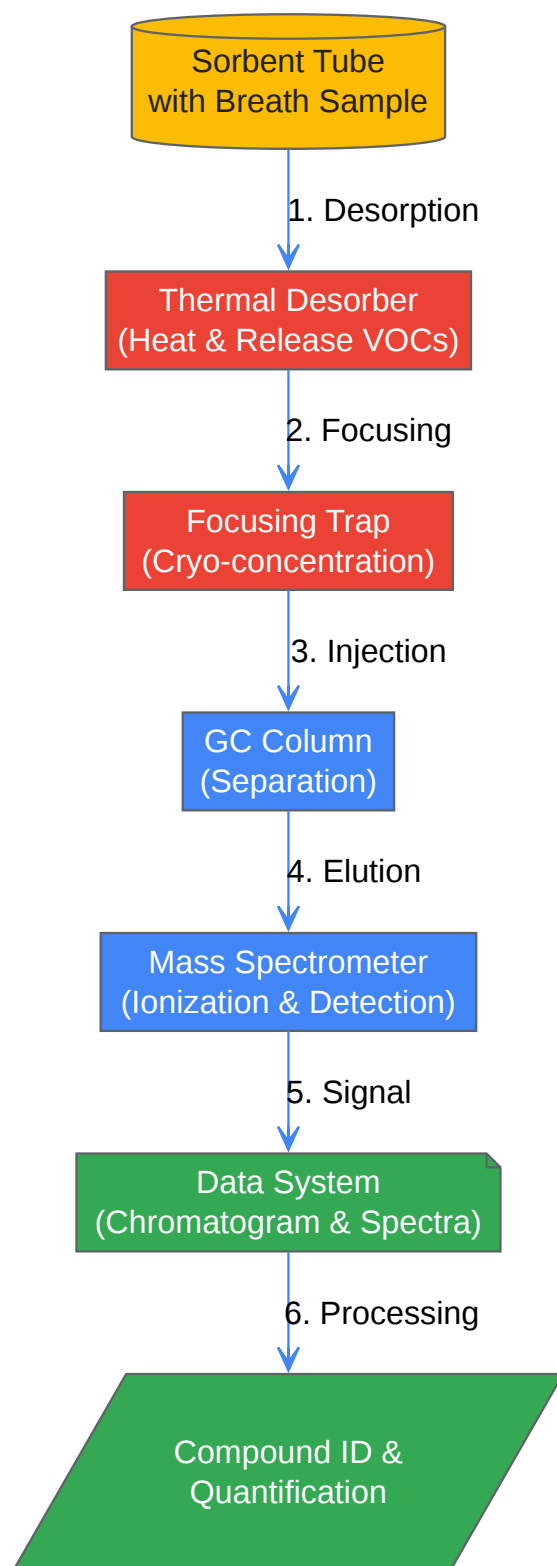 Sorbent Tube
with Breath Sample
1. Desorption
Thermal Desorber
(Heat & Release VOCs)
2. Focusing
Focusing Trap
(Cryo-concentration)
3. Injection
GC Column
(Separation)
4. Elution
Mass Spectrometer
(Ionization & Detection)
5. Signal
Data System
(Chromatogram & Spectra)
6. Processing
Compound ID &
Quantification